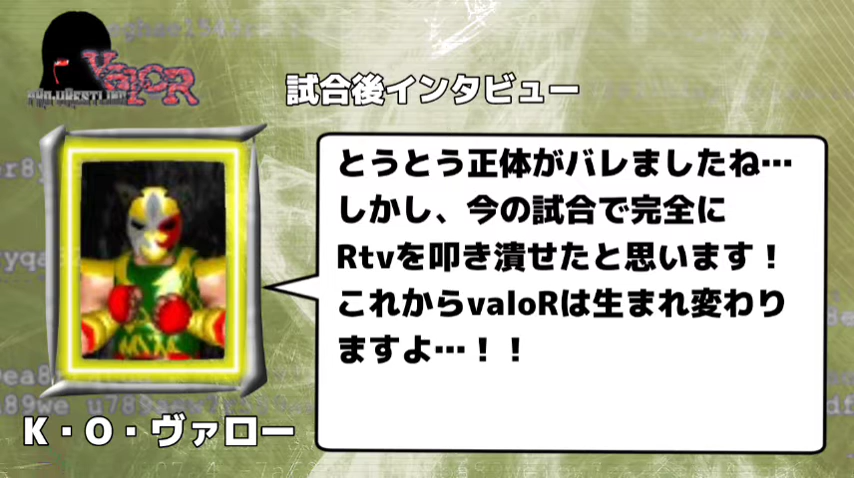 PRO-WRESTLING
ValoR
試合後インタビュー
とうとう正体がバレましたね…
しかし、今の試合で完全に
Rtvを叩き潰せたと思います！
これからvaloRは生まれ変わり
ますよ…！！
K・O・ヴァロー